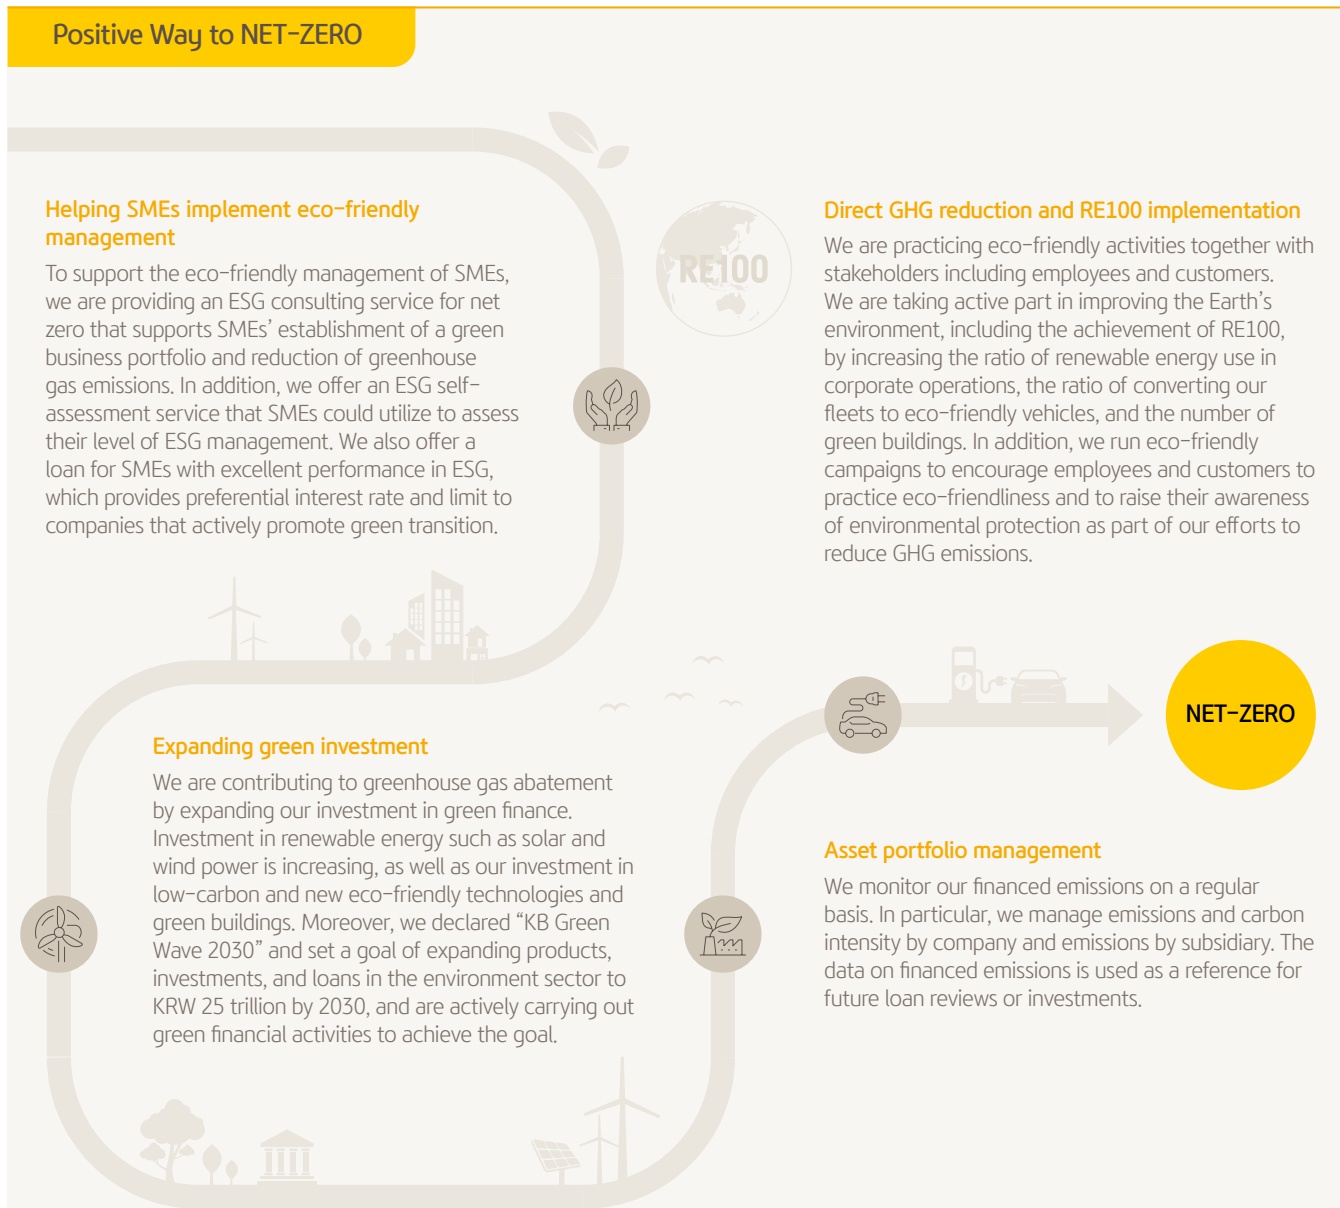 Positive Way to NET-ZERO
Helping SMEs implement eco-friendly
management
To support the eco-friendly management of SMEs,
we are providing an ESG consulting service for net
zero that supports SMEs' establishment of a green
business portfolio and reduction of greenhouse
gas emissions. In addition, we offer an ESG self-
assessment service that SMEs could utilize to assess
their level of ESG management. We also offer a
loan for SMEs with excellent performance in ESG,
which provides preferential interest rate and limit to
companies that actively promote green transition.
RE100
Direct GHG reduction and RE100 implementation
We are practicing eco-friendly activities together with
stakeholders including employees and customers.
We are taking active part in improving the Earth's
environment, including the achievement of RE100,
by increasing the ratio of renewable energy use in
corporate operations, the ratio of converting our
fleets to eco-friendly vehicles, and the number of
green buildings. In addition, we run eco-friendly
campaigns to encourage employees and customers to
practice eco-friendliness and to raise their awareness
of environmental protection as part of our efforts to
reduce GHG emissions.
Expanding green investment
We are contributing to greenhouse gas abatement
by expanding our investment in green finance.
Investment in renewable energy such as solar and
wind power is increasing, as well as our investment in
low-carbon and new eco-friendly technologies and
green buildings. Moreover, we declared “KB Green
Wave 2030” and set a goal of expanding products,
investments, and loans in the environment sector to
KRW 25 trillion by 2030, and are actively carrying out
green financial activities to achieve the goal.
NET-ZERO
Asset portfolio management
We monitor our financed emissions on a regular
basis. In particular, we manage emissions and carbon
intensity by company and emissions by subsidiary. The
data on financed emissions is used as a reference for
future loan reviews or investments.